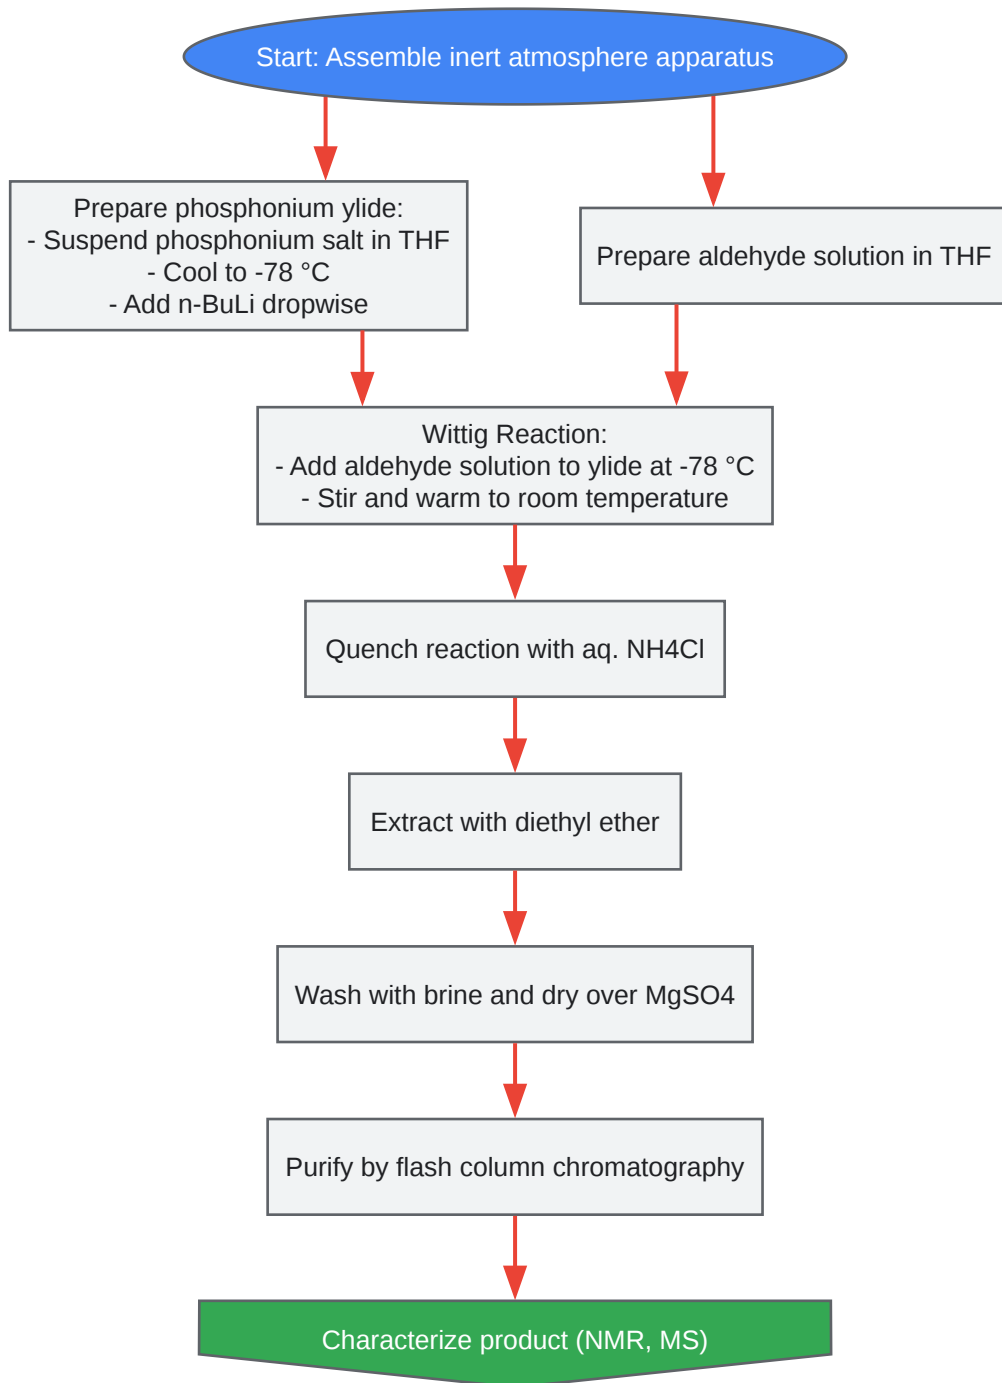 Start: Assemble inert atmosphere apparatus
Prepare phosphonium ylide:
- Suspend phosphonium salt in THF
- Cool to -78 °C
- Add n-BuLi dropwise
Prepare aldehyde solution in THF
Wittig Reaction:
- Add aldehyde solution to ylide at -78 °C
- Stir and warm to room temperature
Quench reaction with aq. NH4Cl
Extract with diethyl ether
Wash with brine and dry over MgSO4
Purify by flash column chromatography
Characterize product (NMR, MS)